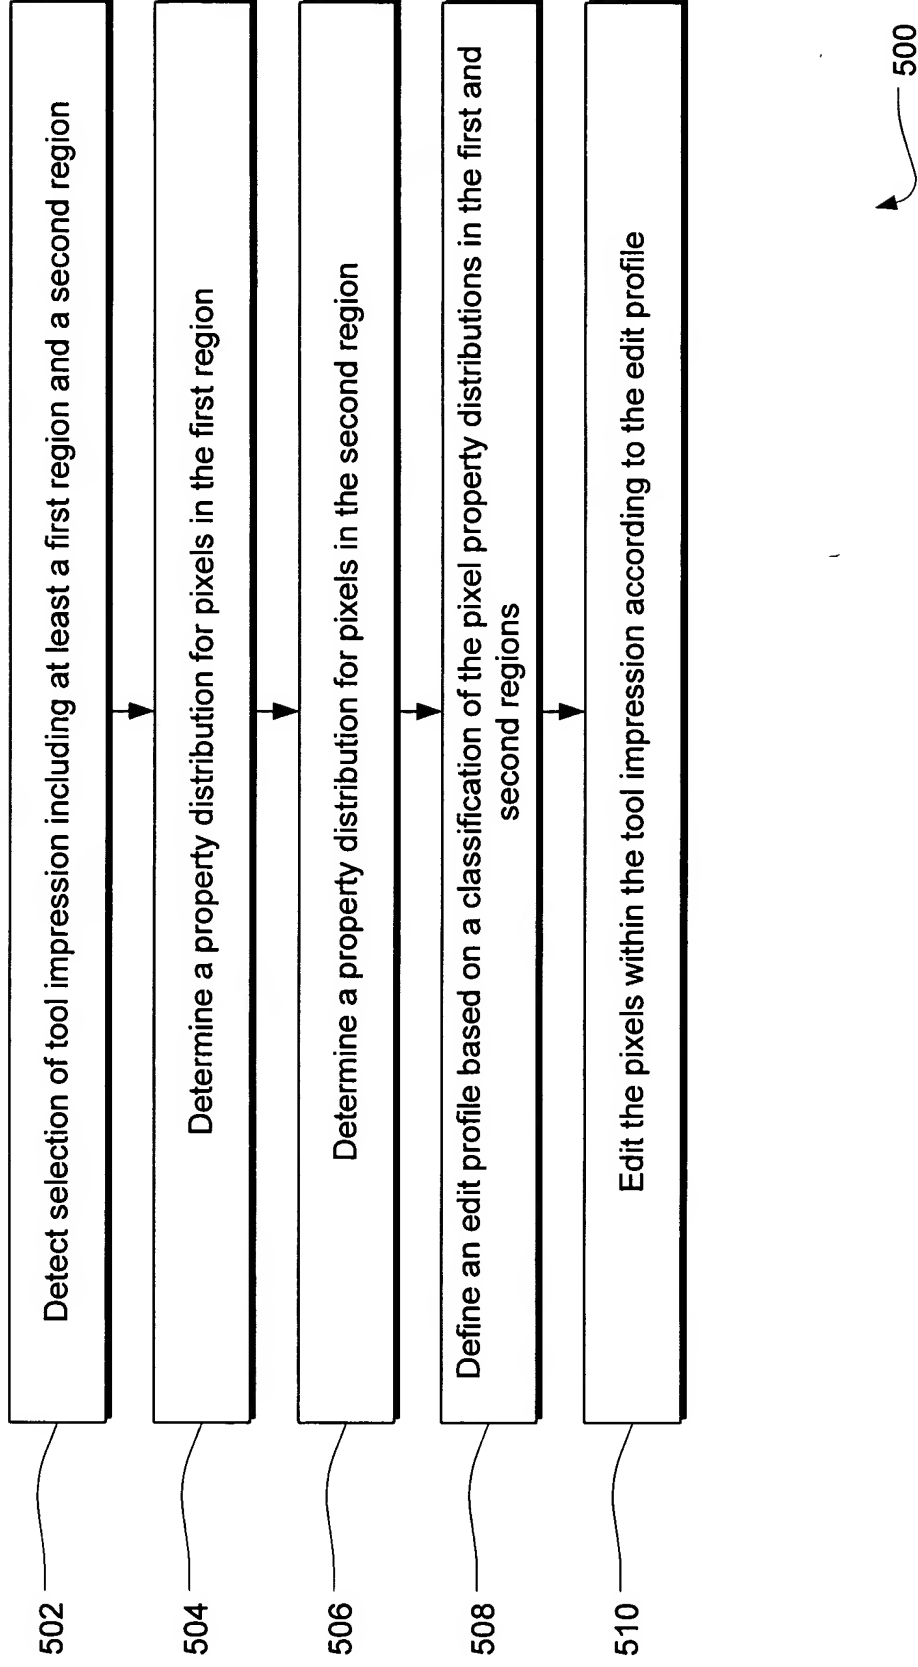 502
Detect selection of tool impression including at least a first region and a second region
504
Determine a property distribution for pixels in the first region
506
Determine a property distribution for pixels in the second region
508
Define an edit profile based on a classification of the pixel property distributions in the first and
second regions
510
Edit the pixels within the tool impression according to the edit profile
500